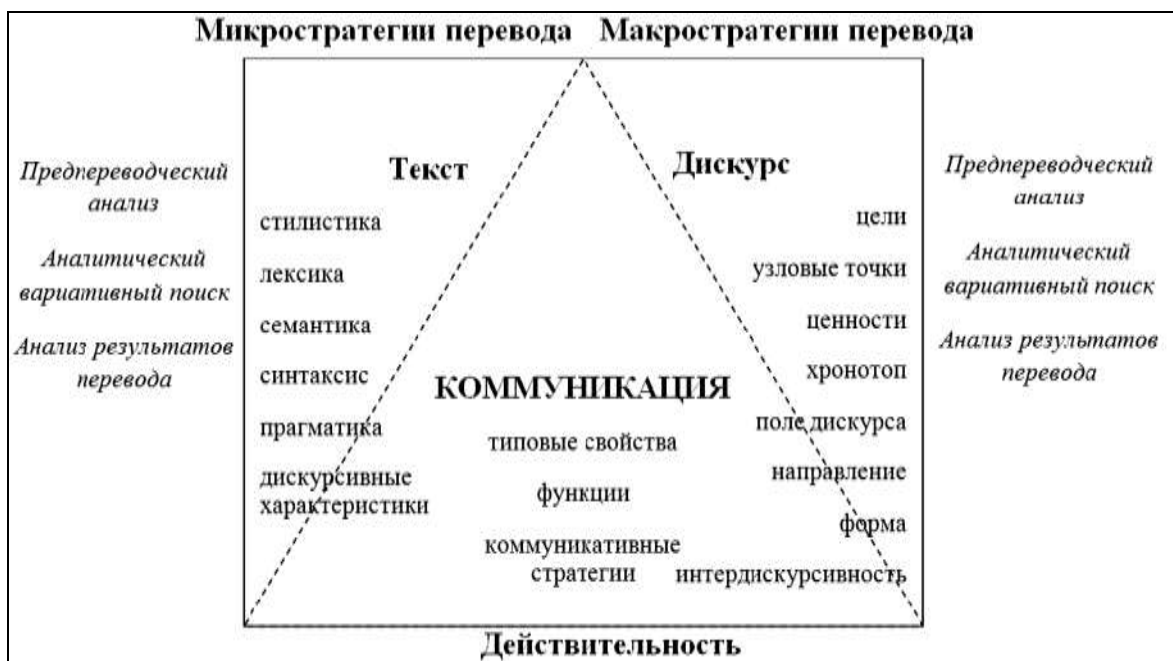 Микростратегии перевода Макростратегии перевода
Предпереводческий
анализ
Аналитический
вариативный поиск
Анализ результатов
перевода
Текст
стилистика
лексика
семантика
синтаксис
прагматика
дискурсивные
характеристики
КОММУНИКАЦИЯ
типовые свойства
функции
коммуникативные
стратегии
Дискурс
цели
узловые точки
ценности
хронотоп
поле дискурса
направление
форма
интердискурсивность
Предпереводческий
анализ
Аналитический
вариативный поиск
Анализ результатов
перевода
Действительность